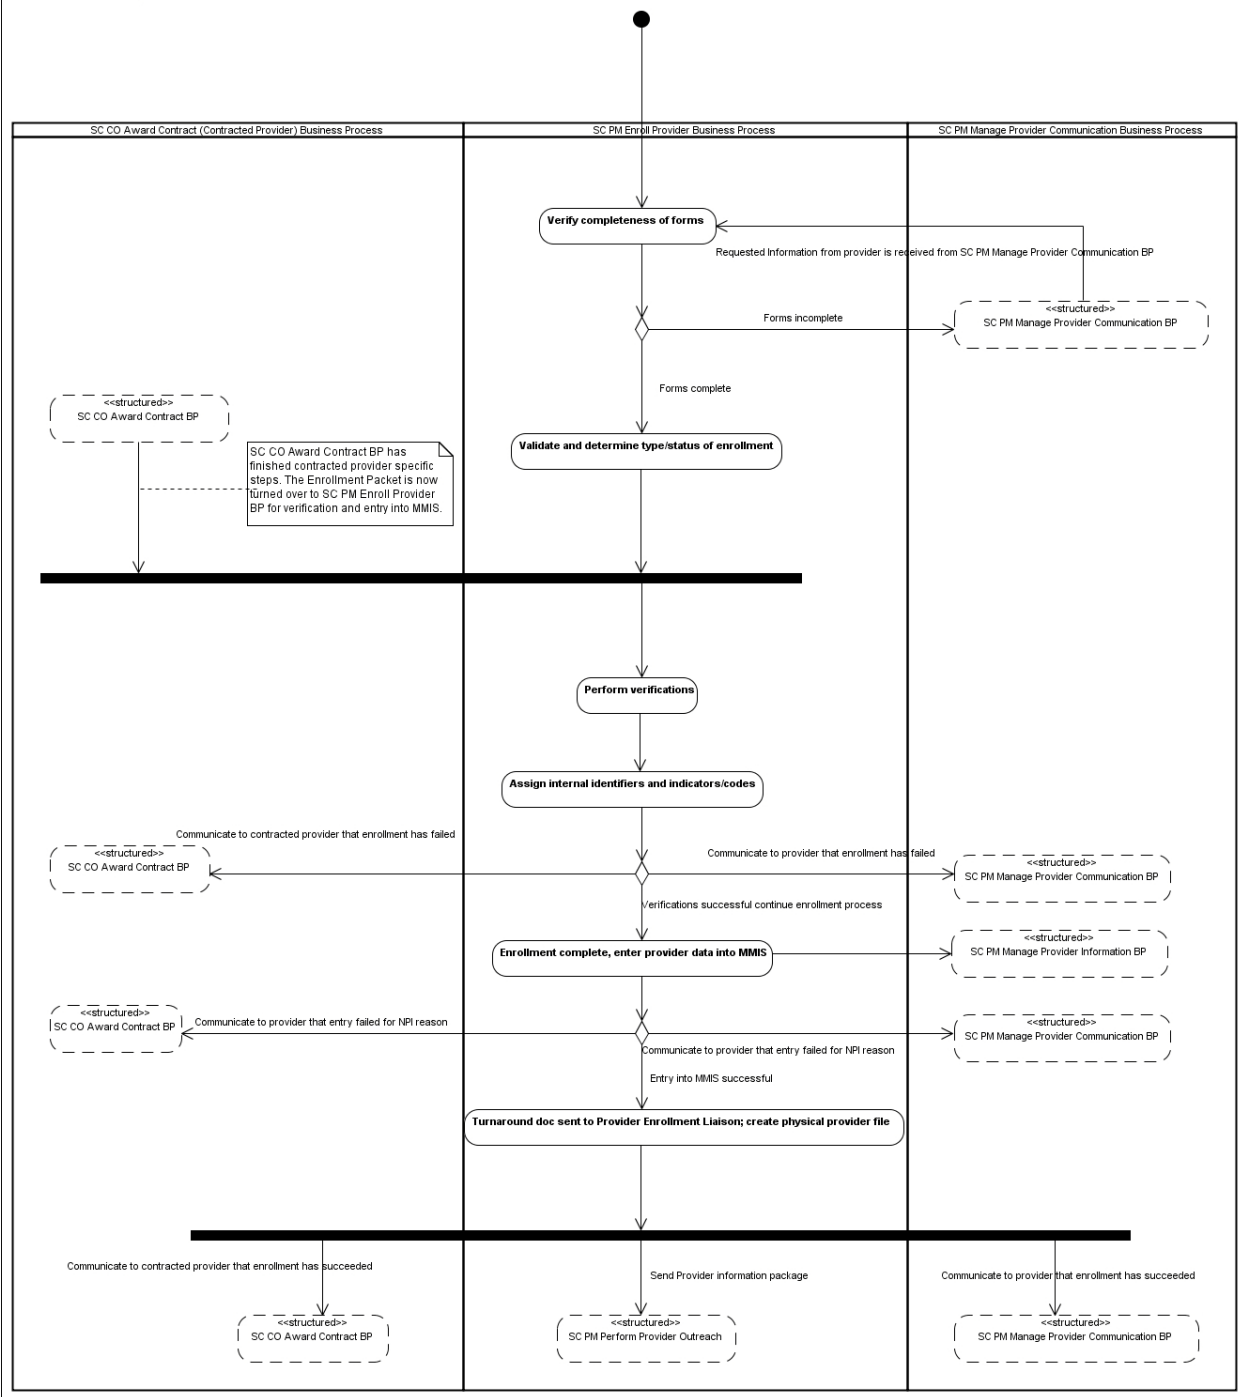 SC CO Award Contract (Contracted Provider) Business Process
SC PM Enroll Provider Business Process
SC PM Manage Provider Communication Business Process
Verify completeness of forms
Requested Information from provider is received from SC PM Manage Provider Communication BP
<<structured>>
SC PM Manage Provider Communication BP
Forms incomplete
Forms complete
<<structured>>
SC CO Award Contract BP
Validate and determine type/status of enrollment
SC CO Award Contract BP has
finished contracted provider specific
steps. The Enrollment Packet is now
turned over to SC PM Enroll Provider
BP for verification and entry into MMIS.
Perform verifications
Assign internal identifiers and indicators/codes
Communicate to contracted provider that enrollment has failed
<<structured>>
SC CO Award Contract BP
Communicate to provider that enrollment has failed
<<structured>>
SC PM Manage Provider Communication BP
Verifications successful continue enrollment process
Enrollment complete, enter provider data into MMIS
<<structured>>
SC PM Manage Provider Information BP
<<structured>>
SC CO Award Contract BP
Communicate to provider that entry failed for NPI reason
<<structured>>
SC PM Manage Provider Communication BP
Communicate to provider that entry failed for NPI reason
Entry into MMIS successful
Turnaround doc sent to Provider Enrollment Liaison; create physical provider file
Communicate to contracted provider that enrollment has succeeded
Send Provider information package
Communicate to provider that enrollment has succeeded
<<structured>>
SC CO Award Contract BP
<<structured>>
SC PM Perform Provider Outreach
<<structured>>
SC PM Manage Provider Communication BP